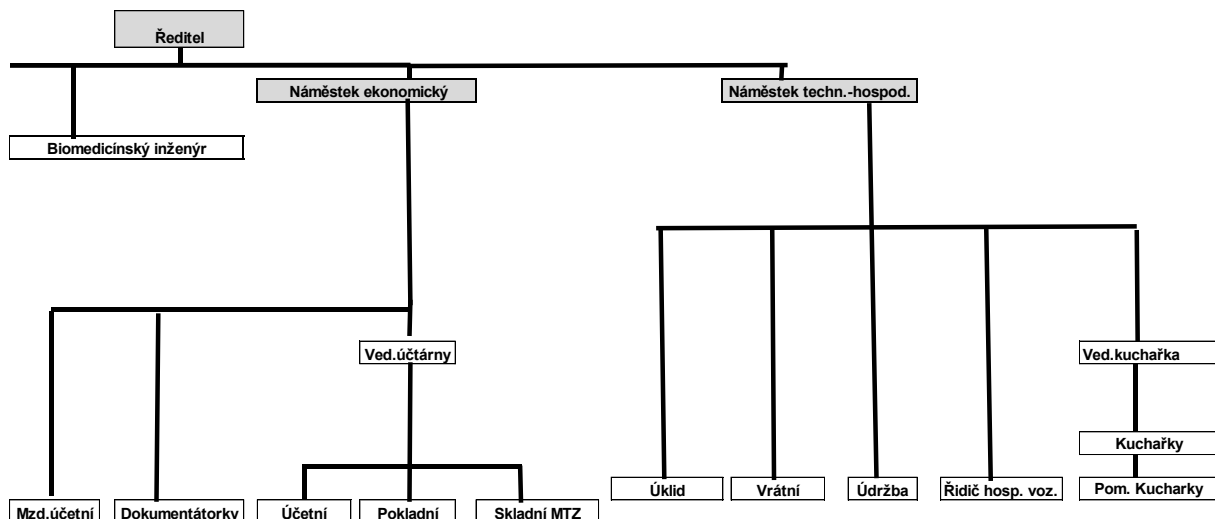 Ředitel
Náměstek ekonomický
Náměstek techn.-hospod.
Biomedicínský inženýr
Ved.účtárny
Ved.kuchařka
Kuchařky
Úklid
Vrátní
Údržba
Řidič hosp. voz.
Pom. Kucharky
Mzd.účetní
Dokumentátorky
Účetní
Pokladní
Skladní MTZ